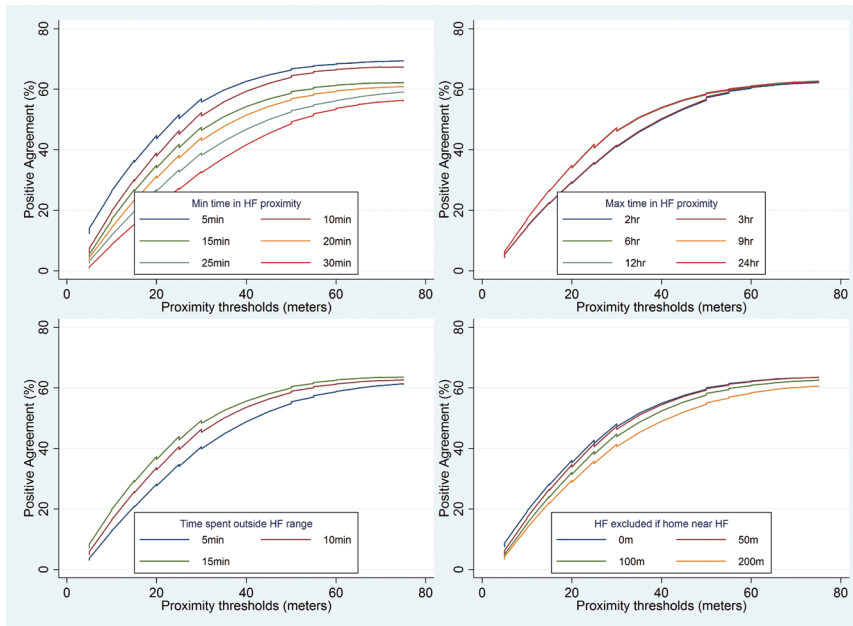 80
60
40
20
0
Positive Agreement (%)
Min time in HF proximity
5min 10min
15min 20min
25min 30min
0 20 40 60 80
Proximity thresholds (meters)
80
60
40
20
0
Positive Agreement (%)
Max time in HF proximity
2hr 3hr
6hr 9hr
12hr 24hr
0 20 40 60 80
Proximity thresholds (meters)
80
60
40
20
0
Positive Agreement (%)
Time spent outside HF range
5min 10min
15min
0 20 40 60 80
Proximity thresholds (meters)
80
60
40
20
0
Positive Agreement (%)
HF excluded if home near HF
0m 50m
100m 200m
0 20 40 60 80
Proximity thresholds (meters)